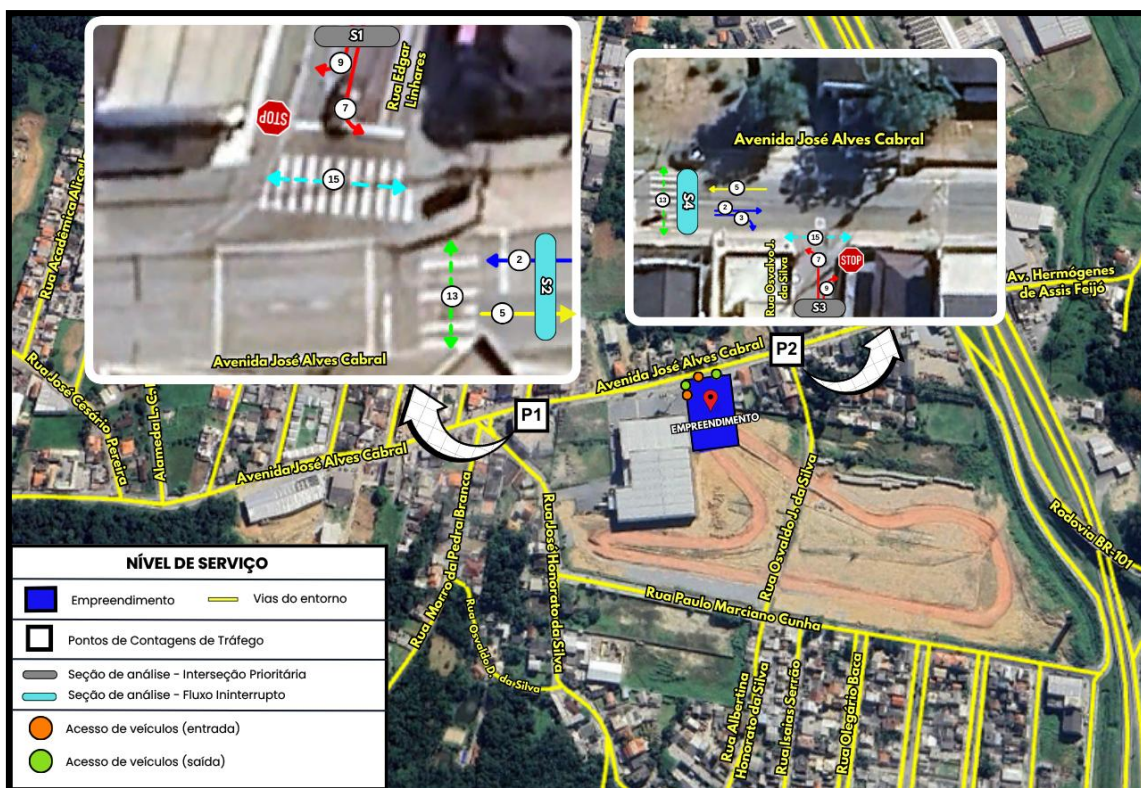 S1
9
7
Rua Edgar
Linhares
STOP
15
2
13
5
S2
Avenida José Alves Cabral
Avenida José Alves Cabral
5
2
3
13
S4
15
7
9
STOP
Rua Osvalvo J.
da Silva
S3
Rua José Cesário Pereira
Avenida José Alves Cabral
P1
Avenida José Alves Cabral
P2
Av. Hermógenes
de Assis Feijó
EMPREENDIMENTO
Rua Morro da Pedra Branca
Rua José Honorato da Silva
Rua Osvaldo D. da Silva
Rua Osvaldo J. da Silva
Rua Paulo Marciano Cunha
Rodovia BR-101
Rua Albertina
Honorato da Silva
Rua Isaias Serrão
Rua Olegário Baca
NÍVEL DE SERVIÇO
Empreendimento
Vias do entorno
Pontos de Contagens de Tráfego
Seção de análise - Interseção Prioritária
Seção de análise - Fluxo Ininterrupto
Acesso de veículos (entrada)
Acesso de veículos (saída)